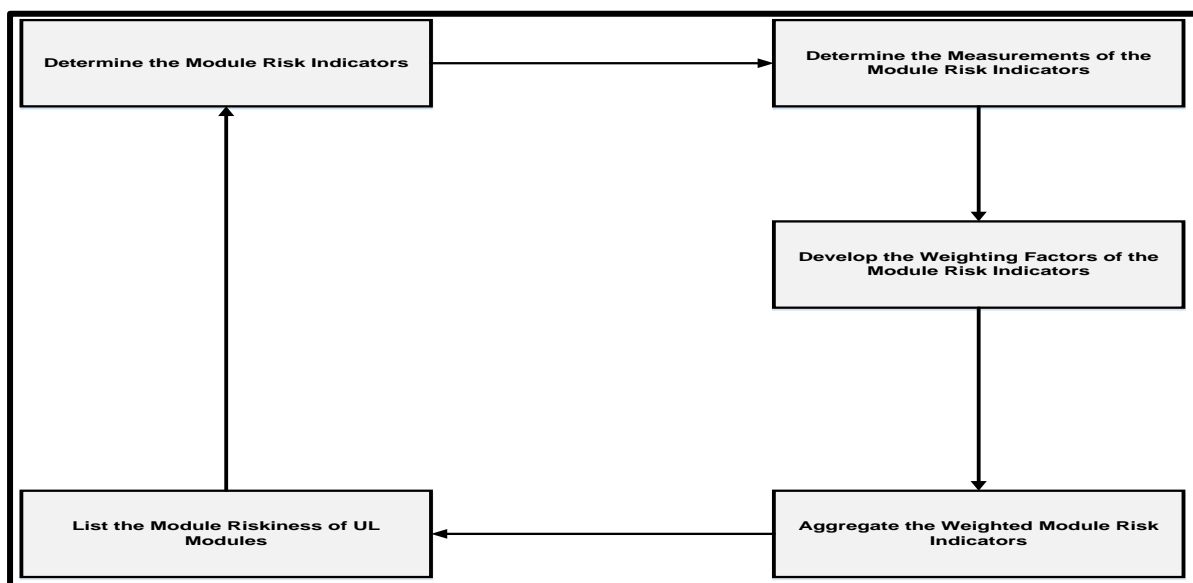 Determine the Module Risk Indicators
Determine the Measurements of the
Module Risk Indicators
Develop the Weighting Factors of the
Module Risk Indicators
Aggregate the Weighted Module Risk
Indicators
List the Module Riskiness of UL
Modules